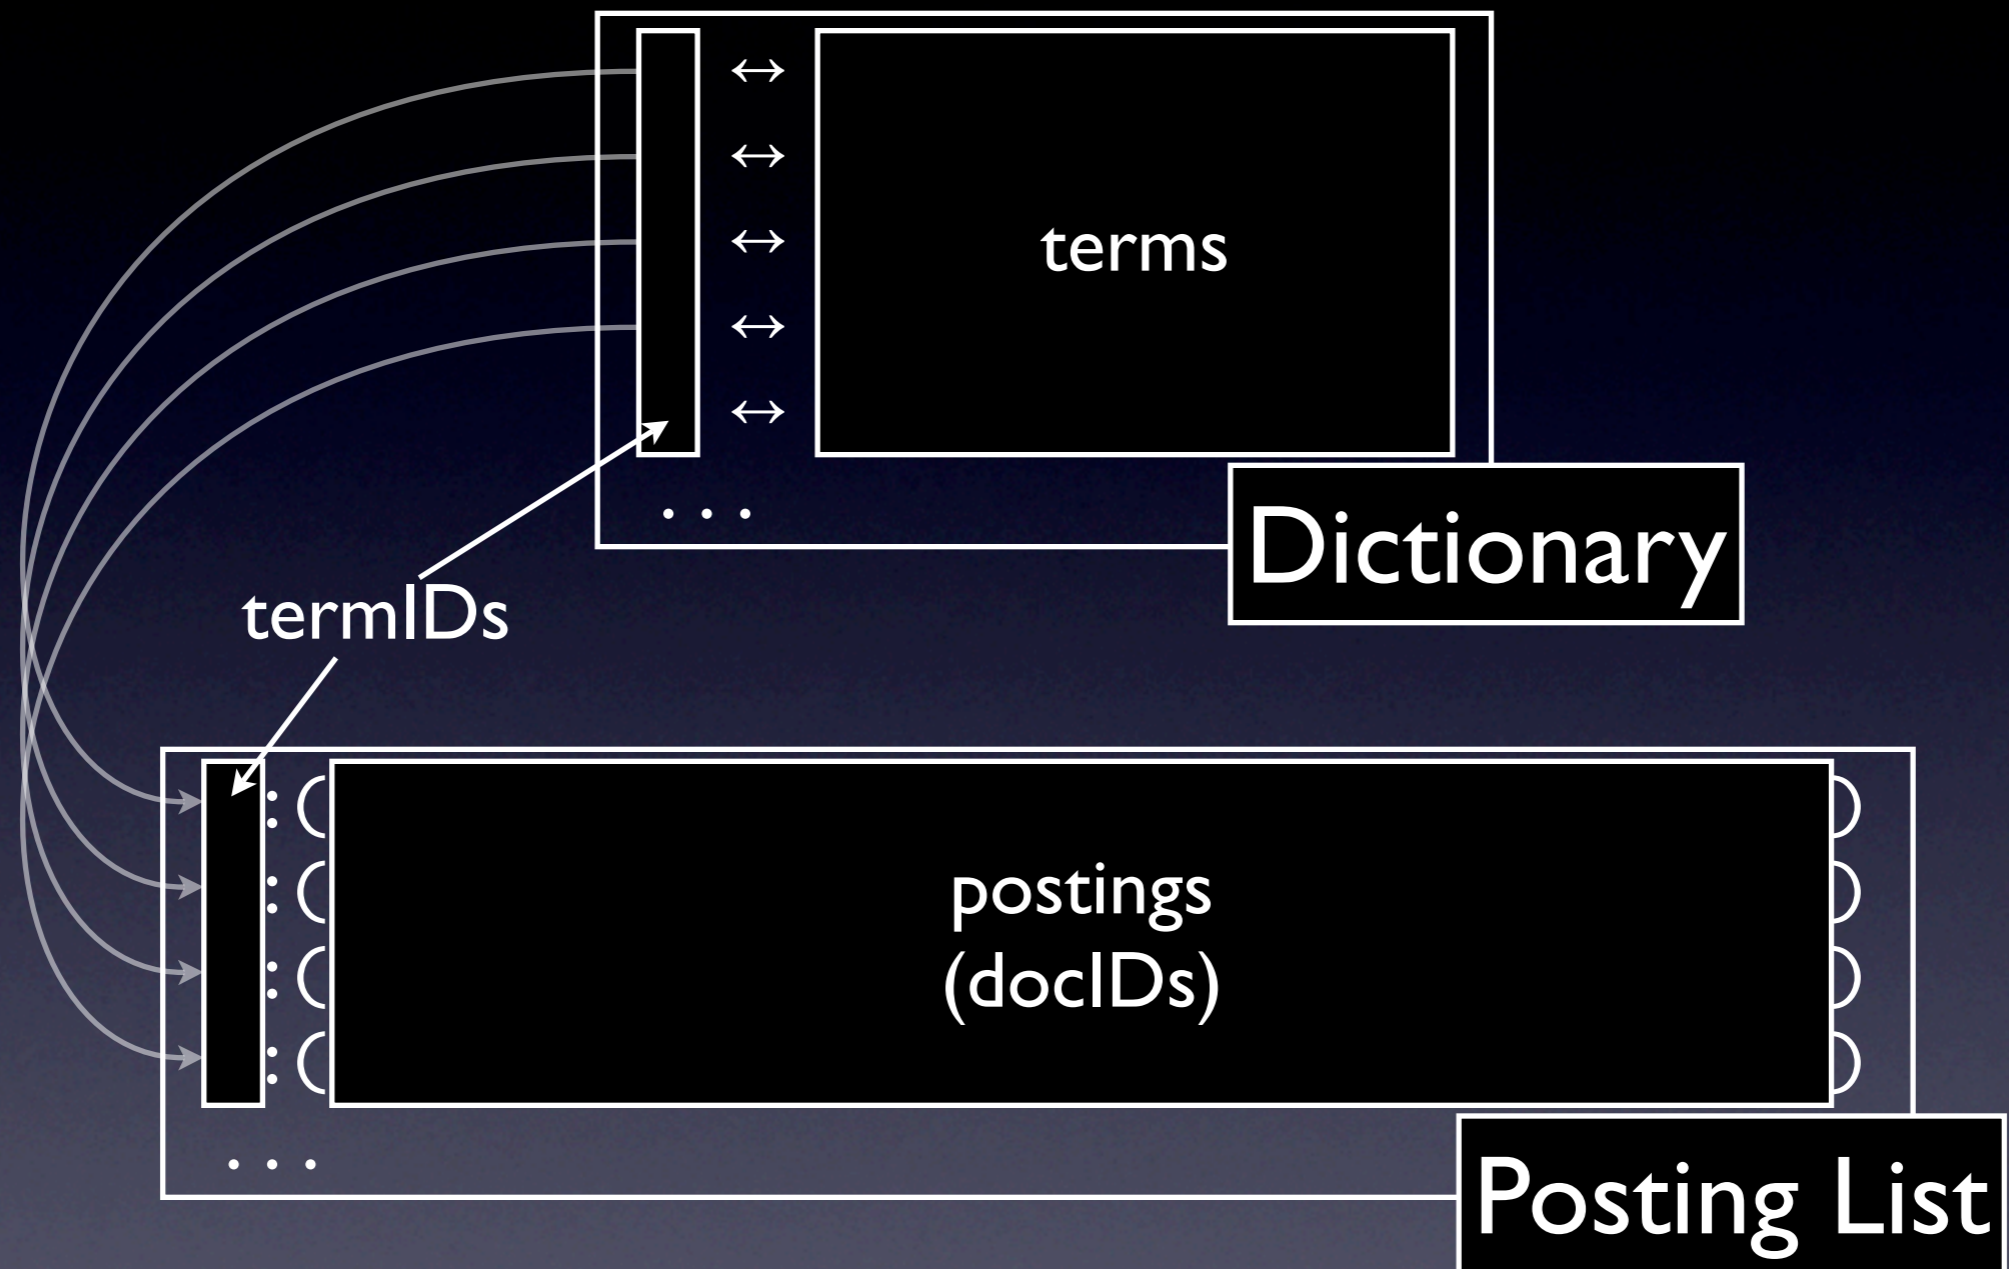 ↔
↔
↔
terms
↔
↔
. . .
Dictionary
termIDs
: ( )
: ( )
postings
(docIDs)
: ( )
: ( )
. . .
Posting List